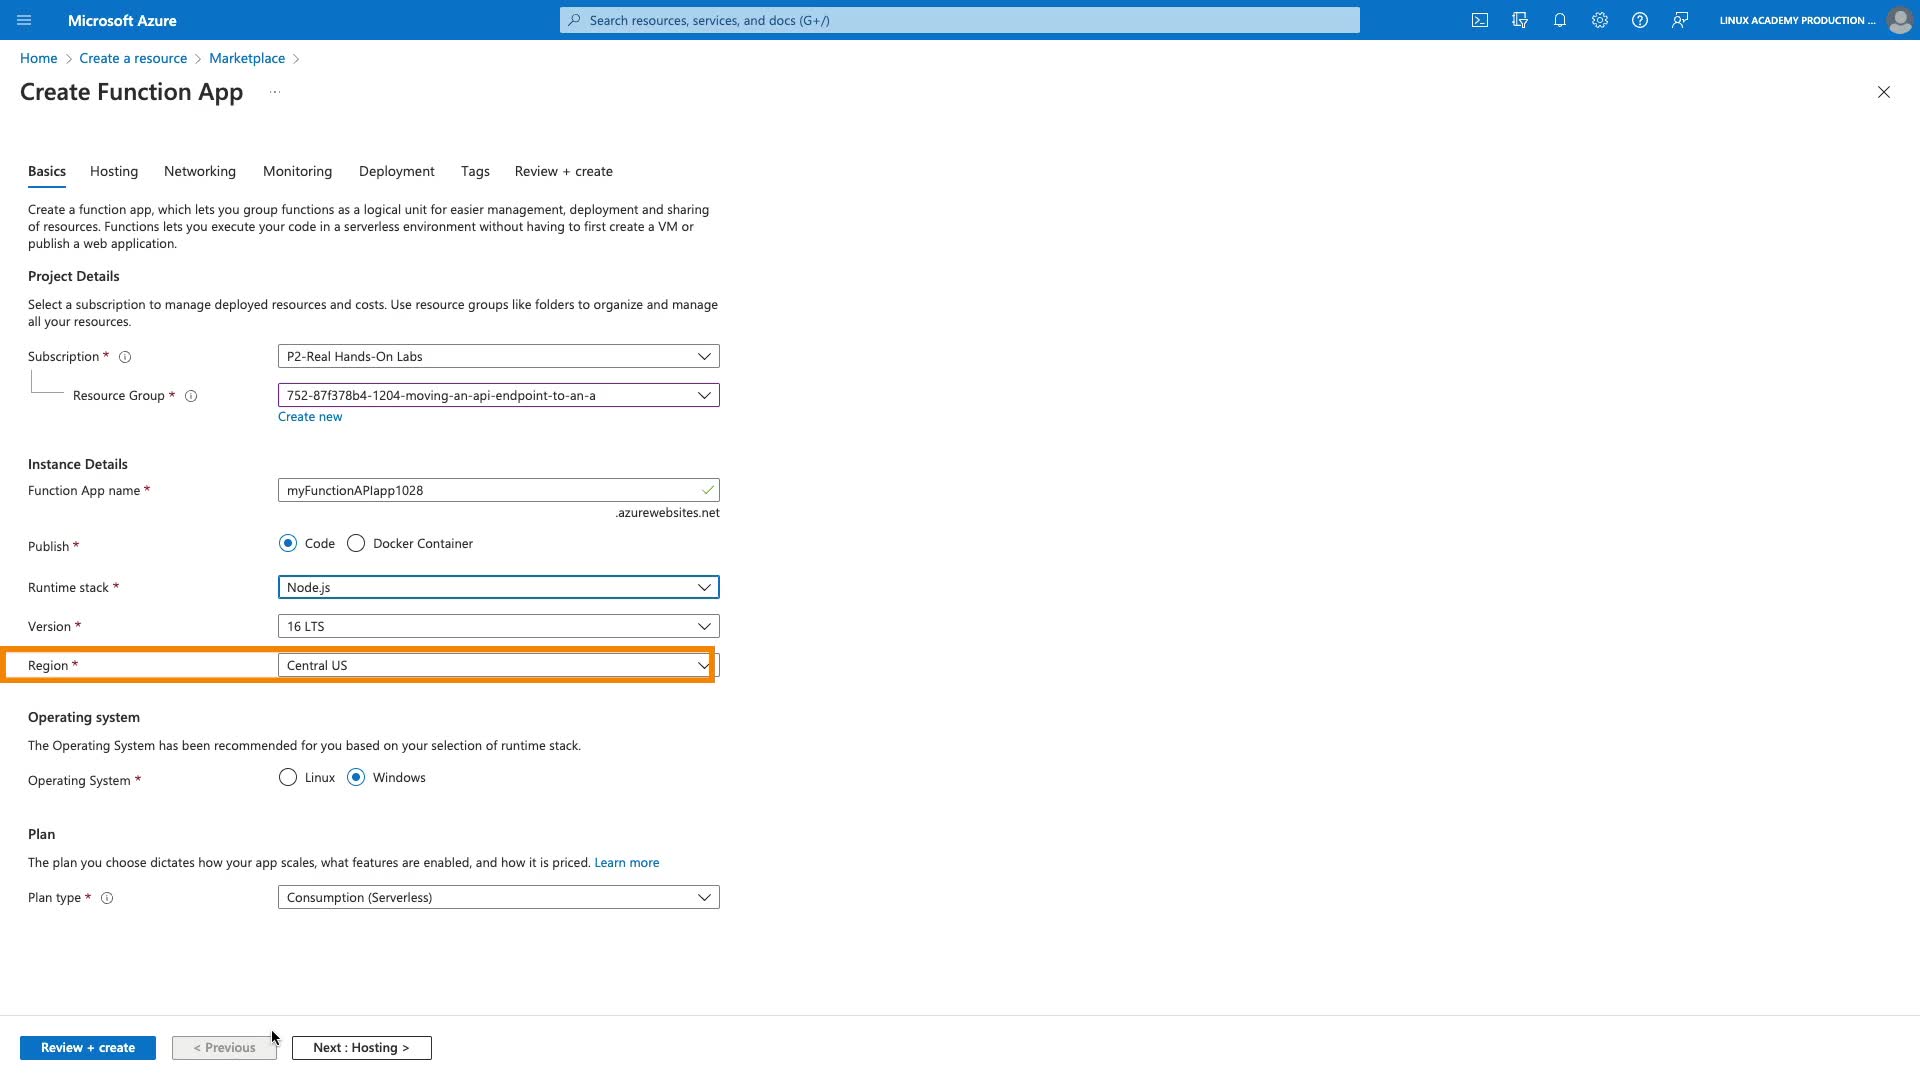 Microsoft Azure
Search resources, services, and docs (G+/)
LINUX ACADEMY PRODUCTION ...
Home > Create a resource > Marketplace >
Create Function App ...
Basics Hosting Networking Monitoring Deployment Tags Review + create
Create a function app, which lets you group functions as a logical unit for easier management, deployment and sharing
of resources. Functions lets you execute your code in a serverless environment without having to first create a VM or
publish a web application.
Project Details
Select a subscription to manage deployed resources and costs. Use resource groups like folders to organize and manage
all your resources.
Subscription * P2-Real Hands-On Labs
Resource Group * 752-87f378b4-1204-moving-an-api-endpoint-to-an-a
Create new
Instance Details
Function App name * myFunctionAPIapp1028
.azurewebsites.net
Publish * Code Docker Container
Runtime stack * Node.js
Version * 16 LTS
Region * Central US
Operating system
The Operating System has been recommended for you based on your selection of runtime stack.
Operating System * Linux Windows
Plan
The plan you choose dictates how your app scales, what features are enabled, and how it is priced. Learn more
Plan type * Consumption (Serverless)
Review + create < Previous Next : Hosting >